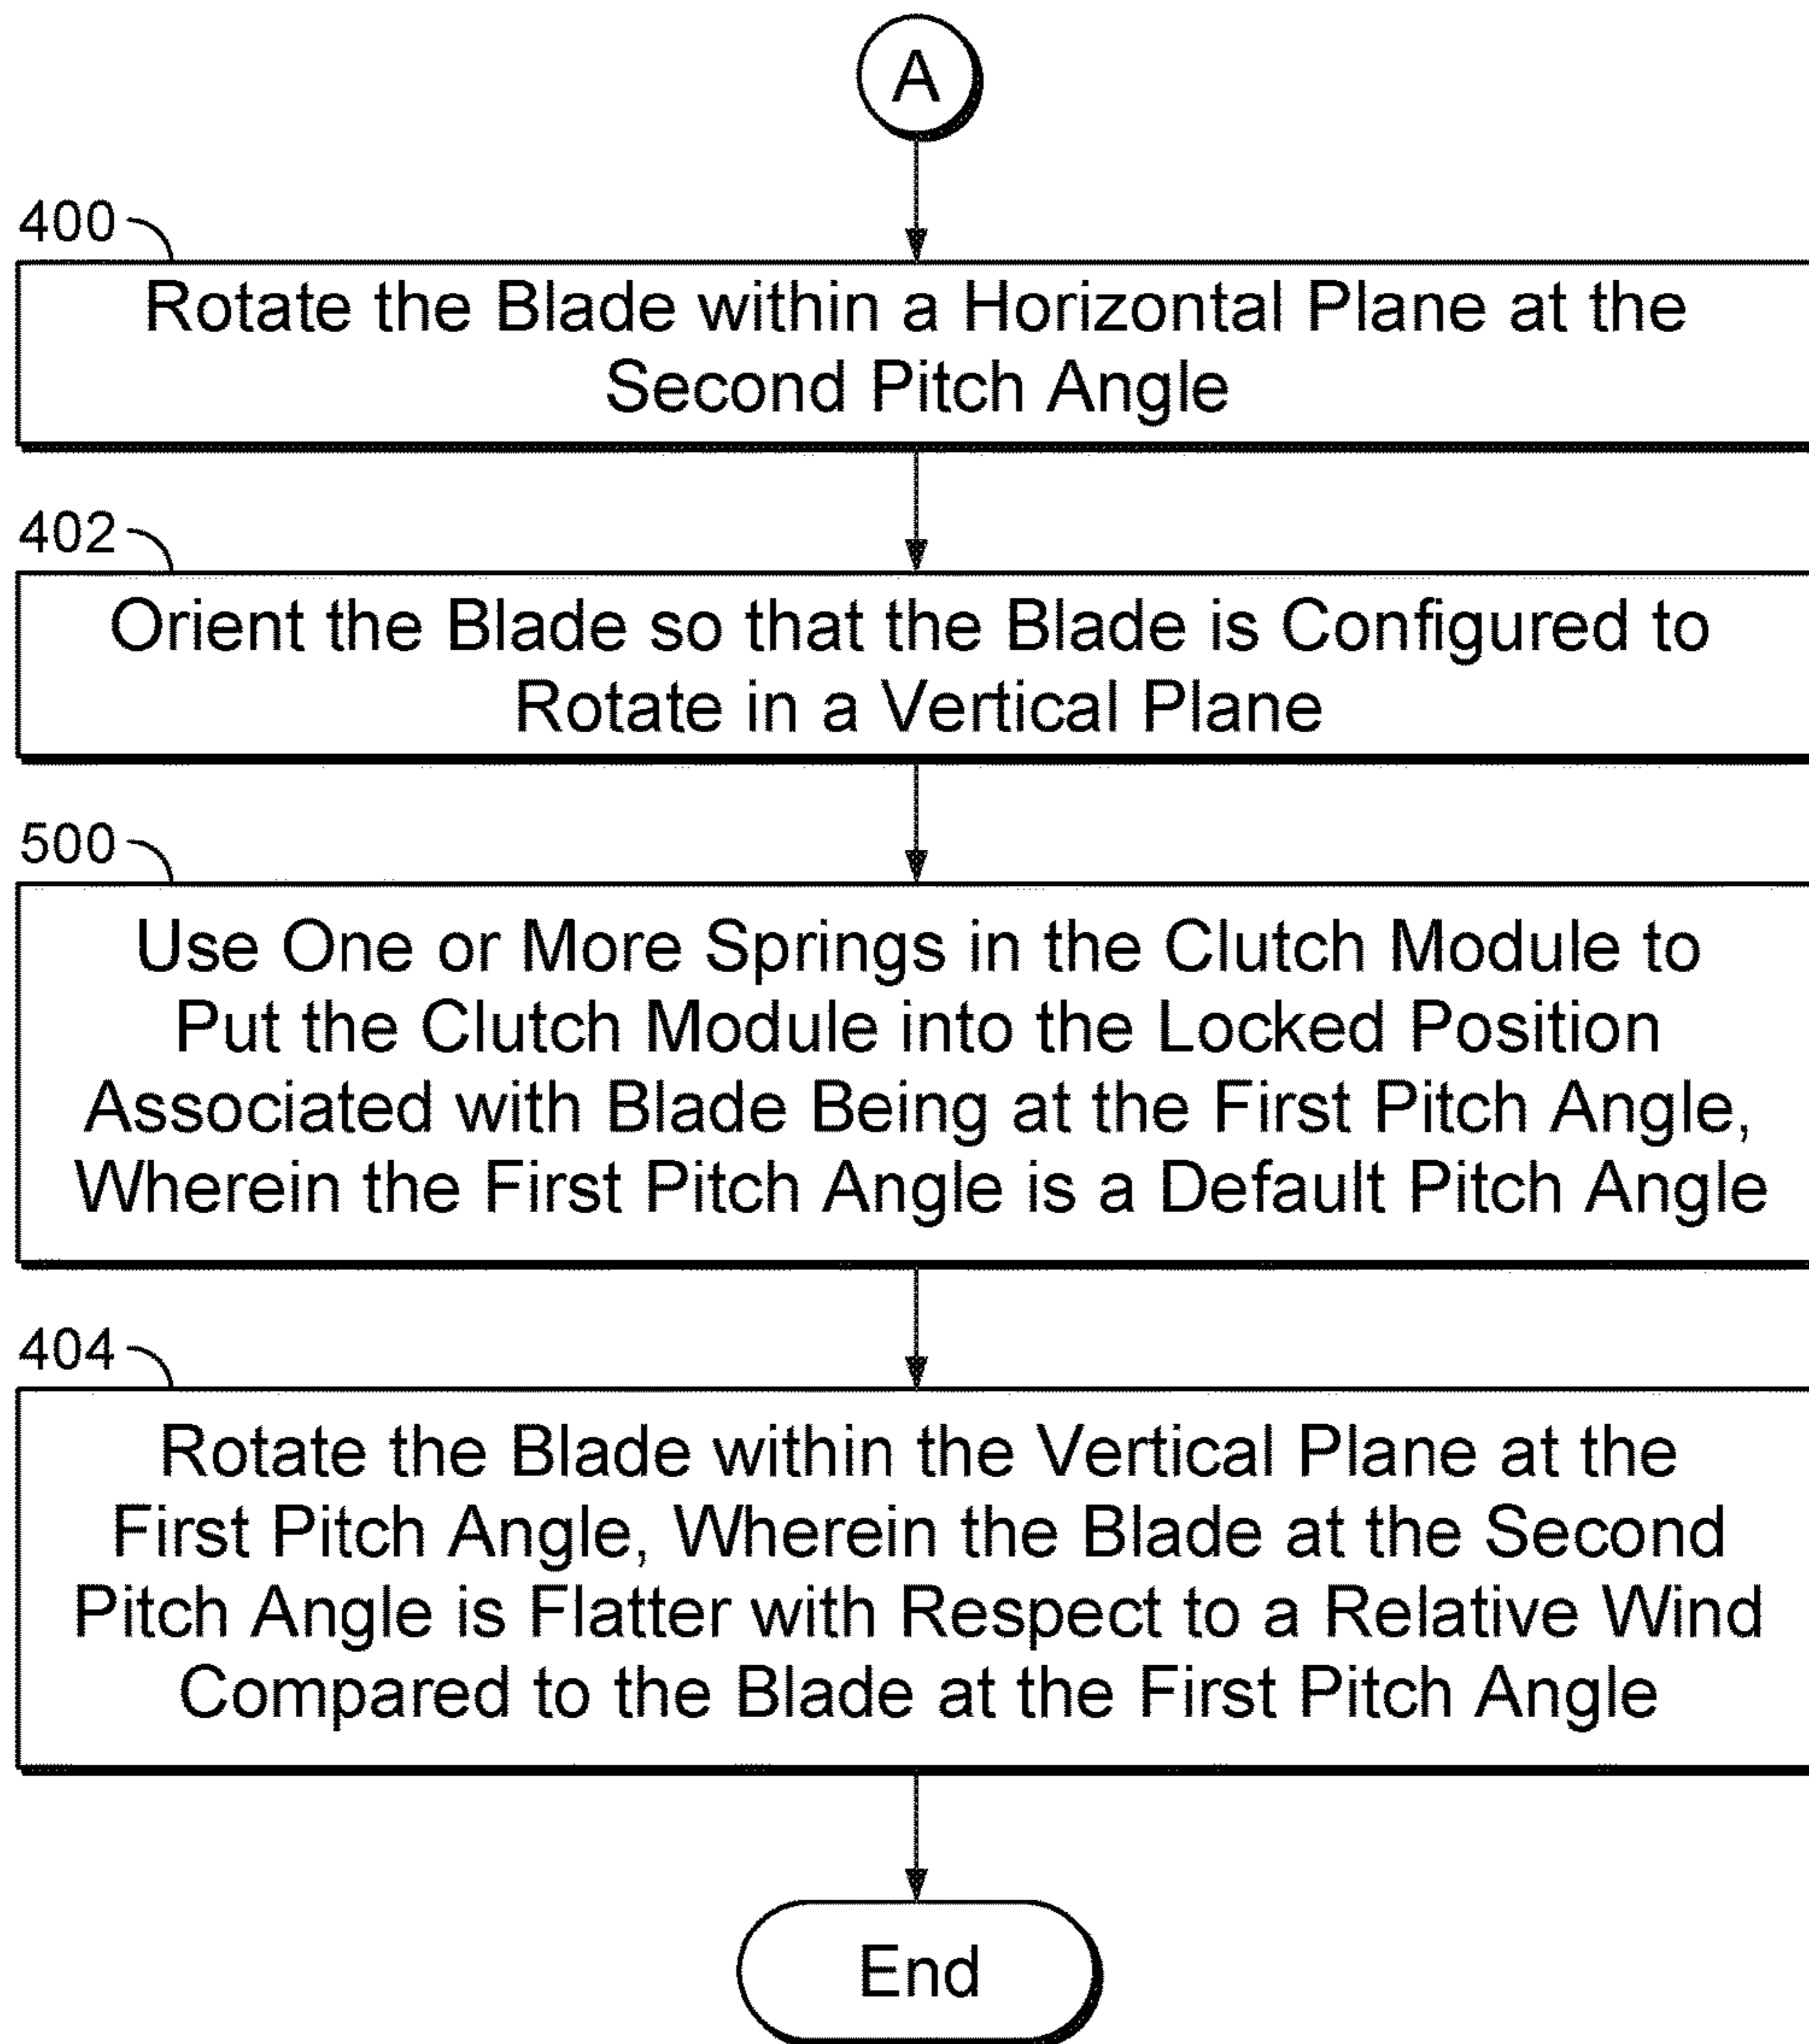 A
400
Rotate the Blade within a Horizontal Plane at the
Second Pitch Angle
402
Orient the Blade so that the Blade is Configured to
Rotate in a Vertical Plane
500
Use One or More Springs in the Clutch Module to
Put the Clutch Module into the Locked Position
Associated with Blade Being at the First Pitch Angle,
Wherein the First Pitch Angle is a Default Pitch Angle
404
Rotate the Blade within the Vertical Plane at the
First Pitch Angle, Wherein the Blade at the Second
Pitch Angle is Flatter with Respect to a Relative Wind
Compared to the Blade at the First Pitch Angle
End